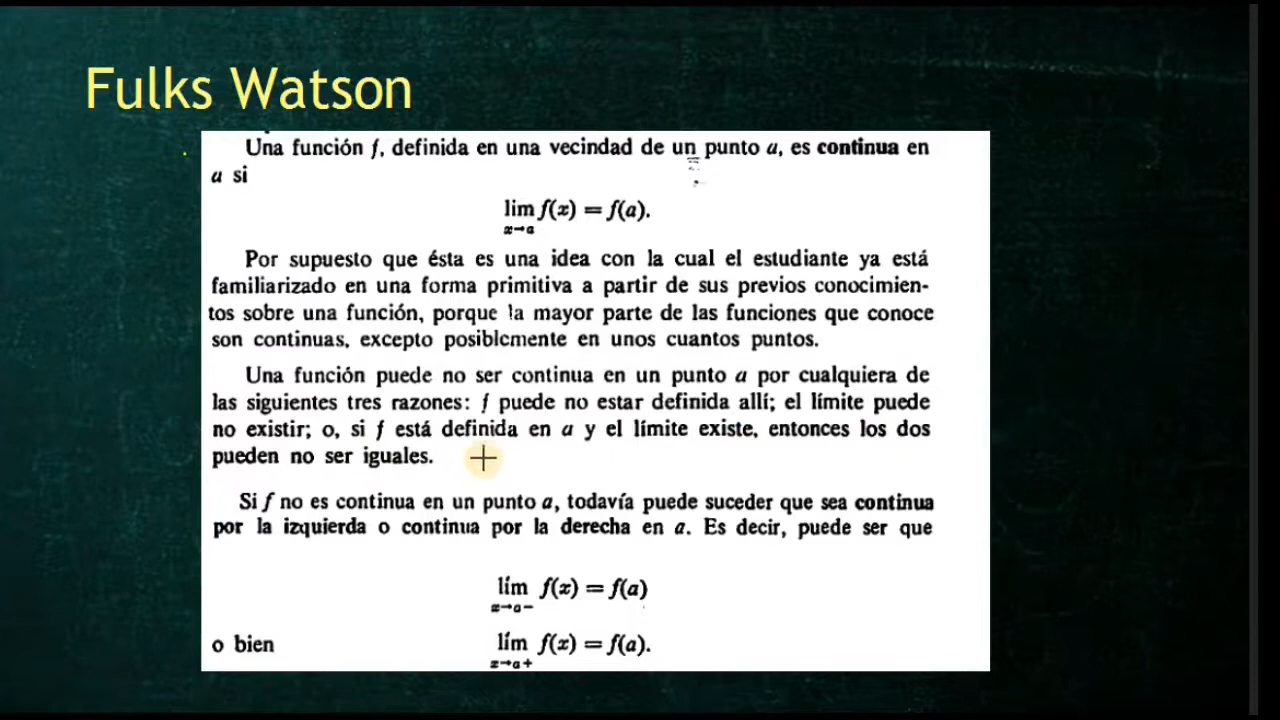 Fulks Watson
Una función f, definida en una vecindad de un punto a, es continua en
a si
lim f(x) = f(a).
x→a
Por supuesto que ésta es una idea con la cual el estudiante ya está
familiarizado en una forma primitiva a partir de sus previos conocimien-
tos sobre una función, porque la mayor parte de las funciones que conoce
son continuas, excepto posiblemente en unos cuantos puntos.
Una función puede no ser continua en un punto a por cualquiera de
las siguientes tres razones: f puede no estar definida allí; el límite puede
no existir; o, si f está definida en a y el límite existe, entonces los dos
pueden no ser iguales.
Si f no es continua en un punto a, todavía puede suceder que sea continua
por la izquierda o continua por la derecha en a. Es decir, puede ser que
lím f(x) = f(a)
x→a−
o bien lím f(x) = f(a).
x→a+